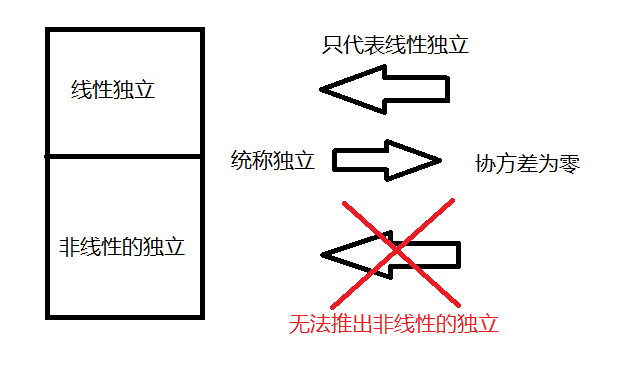 只代表线性独立
线性独立
统称独立
协方差为零
非线性的独立
无法推出非线性的独立